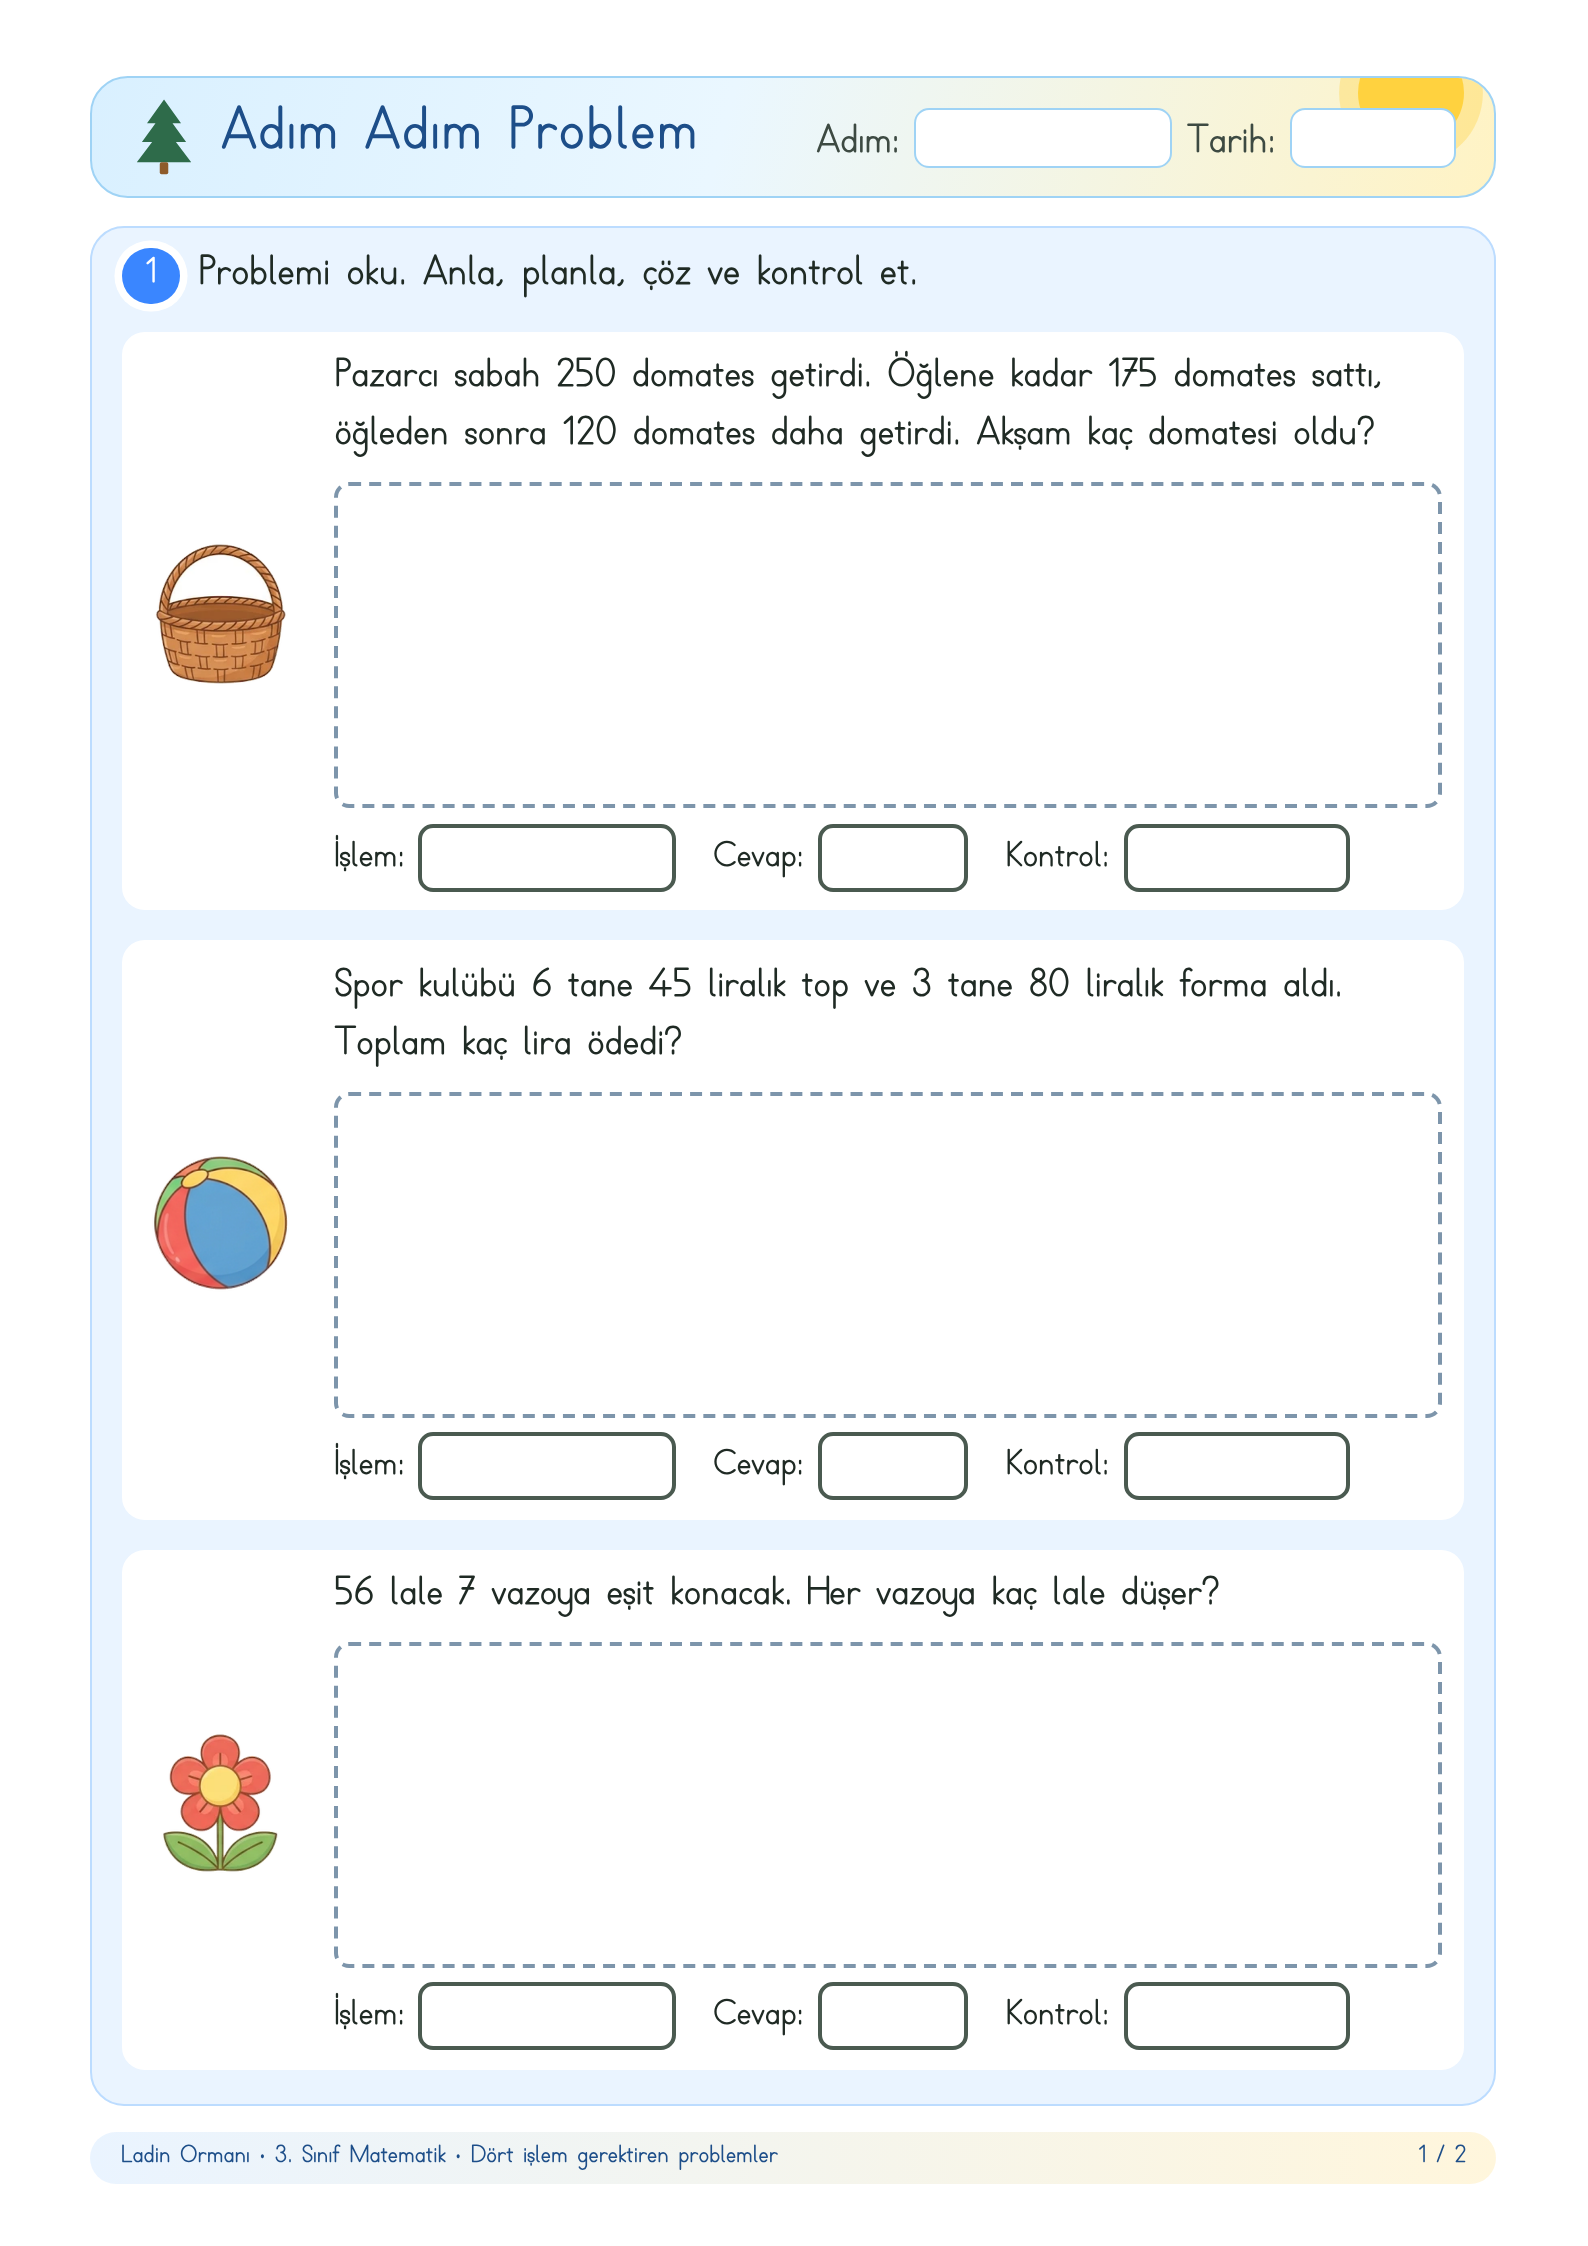 Adım Adım Problem
Adım:
Tarih:
1
Problemi oku. Anla, planla, çöz ve kontrol et.
Pazarcı sabah 250 domates getirdi. Öğlene kadar 175 domates sattı,
öğleden sonra 120 domates daha getirdi. Akşam kaç domatesi oldu?
İşlem:
Cevap:
Kontrol:
Spor kulübü 6 tane 45 liralık top ve 3 tane 80 liralık forma aldı.
Toplam kaç lira ödedi?
İşlem:
Cevap:
Kontrol:
56 lale 7 vazoya eşit konacak. Her vazoya kaç lale düşer?
İşlem:
Cevap:
Kontrol:
Ladin Ormanı • 3. Sınıf Matematik • Dört işlem gerektiren problemler
1 / 2